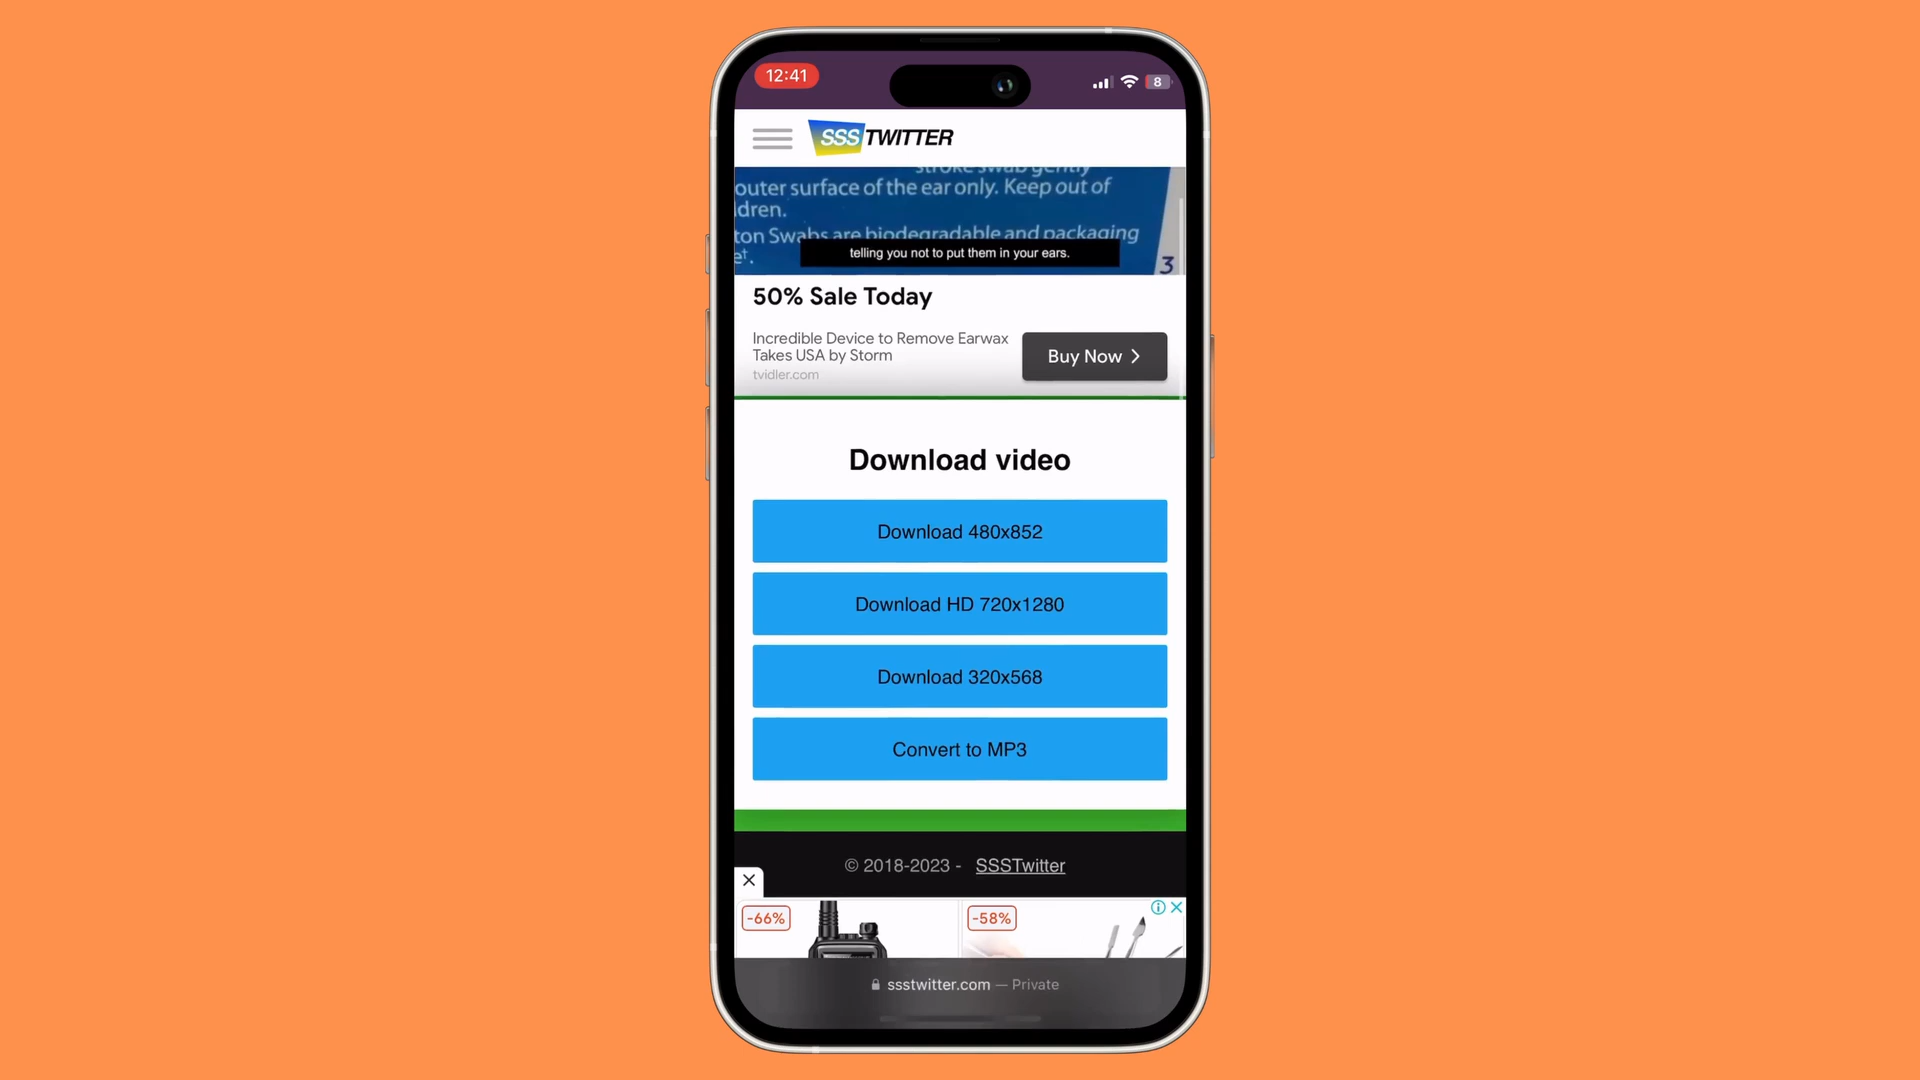 12:41
8
SSSTWITTER
stroke swab gently
outer surface of the ear only. Keep out of
ldren.
ton Swabs are biodegradable and packaging
e†.
telling you not to put them in your ears.
3
50% Sale Today
Incredible Device to Remove Earwax
Takes USA by Storm
tvidler.com
Buy Now
Download video
Download 480x852
Download HD 720x1280
Download 320x568
Convert to MP3
© 2018-2023 - SSSTwitter
-66%
-58%
ssstwitter.com — Private